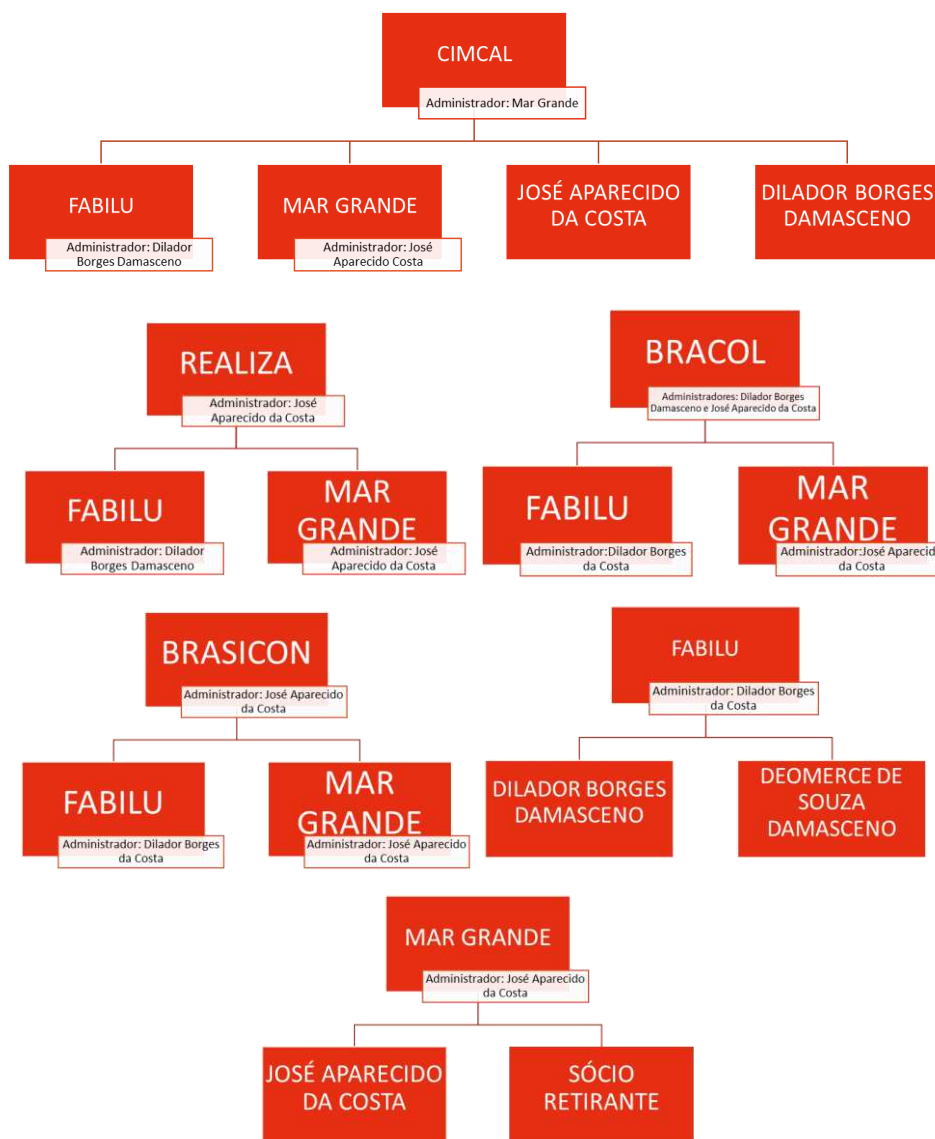 CIMCAL
Administrador: Mar Grande
FABILU
Administrador: Dilador
Borges Damasceno
MAR GRANDE
Administrador: José
Aparecido Costa
JOSÉ APARECIDO
DA COSTA
DILADOR BORGES
DAMASCENO
REALIZA
Administrador: José
Aparecido da Costa
FABILU
Administrador: Dilador
Borges Damasceno
MAR
GRANDE
Administrador: José
Aparecido da Costa
BRACOL
Administradores: Dilador Borges
Damasceno e José Aparecido da Costa
FABILU
Administrador:Dilador Borges
da Costa
MAR
GRANDE
Administrador:José Aparecid
da Costa
BRASICON
Administrador: José Aparecido
da Costa
FABILU
Administrador: Dilador Borges
da Costa
MAR
GRANDE
Administrador: José Aparecido
da Costa
FABILU
Administrador: Dilador Borges
da Costa
DILADOR BORGES
DAMASCENO
DEOMERCE DE
SOUZA
DAMASCENO
MAR GRANDE
Administrador: José Aparecido
da Costa
JOSÉ APARECIDO
DA COSTA
SÓCIO
RETIRANTE